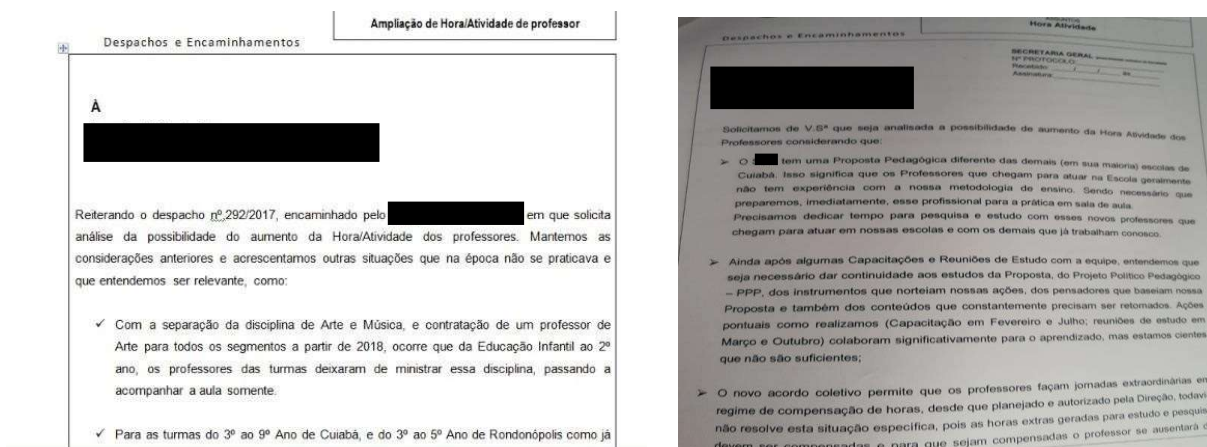 Ampliação de Hora/Atividade de professor
Despachos e Encaminhamentos
À
Reiterando o despacho nº.292/2017, encaminhado pelo em que solicita
análise da possibilidade do aumento da Hora/Atividade dos professores. Mantemos as
considerações anteriores e acrescentamos outras situações que na época não se praticava e
que entendemos ser relevante, como:
✓ Com a separação da disciplina de Arte e Música, e contratação de um professor de
Arte para todos os segmentos a partir de 2018, ocorre que da Educação Infantil ao 2º
ano, os professores das turmas deixaram de ministrar essa disciplina, passando a
acompanhar a aula somente.
✓ Para as turmas do 3º ao 9º Ano de Cuiabá, e do 3º ao 5º Ano de Rondonópolis como já
Hora Atividade
Despachos e Encaminhamentos
SECRETARIA GERAL
Nº PROTOCOLO:
Recebido: / /
Assinatura:
Solicitamos de V.Sª que seja analisada a possibilidade de aumento da Hora Atividade dos
Professores considerando que:
➢ O tem uma Proposta Pedagógica diferente das demais (em sua maioria) escolas de
Cuiabá. Isso significa que os Professores que chegam para atuar na Escola geralmente
não tem experiência com a nossa metodologia de ensino. Sendo necessário que
preparemos, imediatamente, esse profissional para a prática em sala de aula.
Precisamos dedicar tempo para pesquisa e estudo com esses novos professores que
chegam para atuar em nossas escolas e com os demais que já trabalham conosco.
➢ Ainda após algumas Capacitações e Reuniões de Estudo com a equipe, entendemos que
seja necessário dar continuidade aos estudos da Proposta, do Projeto Político Pedagógico
– PPP, dos instrumentos que norteiam nossas ações, dos pensadores que baseiam nossa
Proposta e também dos conteúdos que constantemente precisam ser retomados. Ações
pontuais como realizamos (Capacitação em Fevereiro e Julho; reuniões de estudo em
Março e Outubro) colaboram significativamente para o aprendizado, mas estamos cientes
que não são suficientes;
➢ O novo acordo coletivo permite que os professores façam jornadas extraordinárias em
regime de compensação de horas, desde que planejado e autorizado pela Direção, todavia
não resolve esta situação específica, pois as horas extras geradas para estudo e pesquisa
devem ser compensadas e para que sejam compensadas o professor se ausentará d